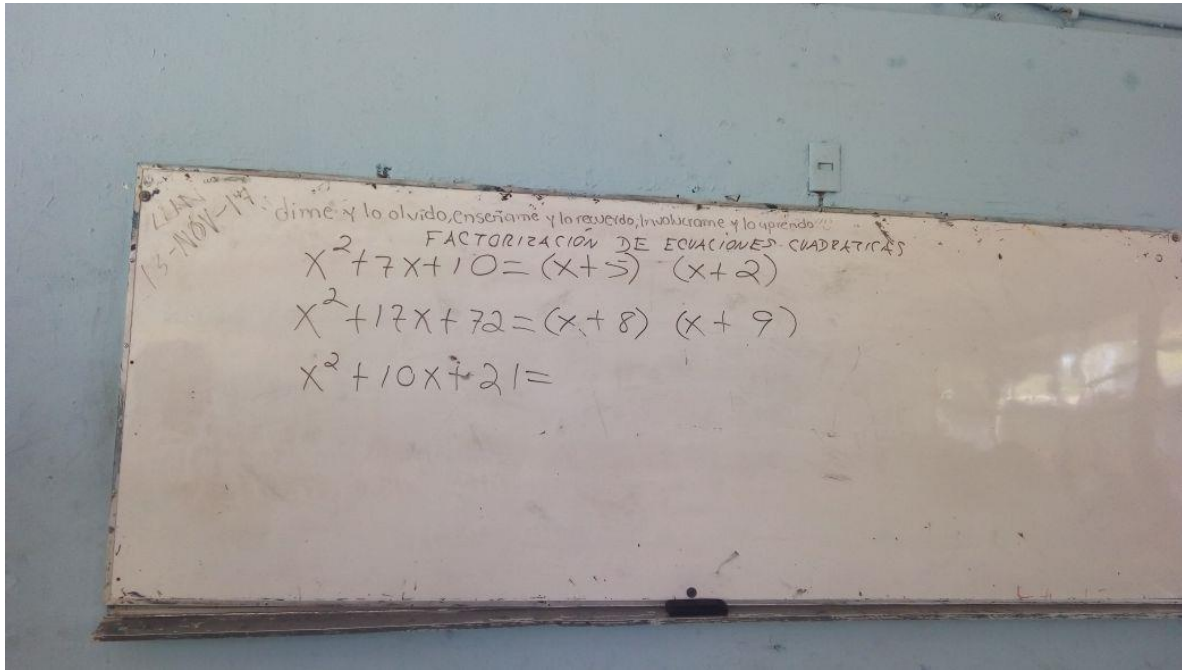 13-NOV-17
dime y lo olvido, enseñame y lo recuerdo, involucrame y lo aprendo
FACTORIZACIÓN DE ECUACIONES CUADRATICAS
x²+7x+10=(x+5) (x+2)
x²+17x+72=(x+8) (x+9)
x²+10x+21=